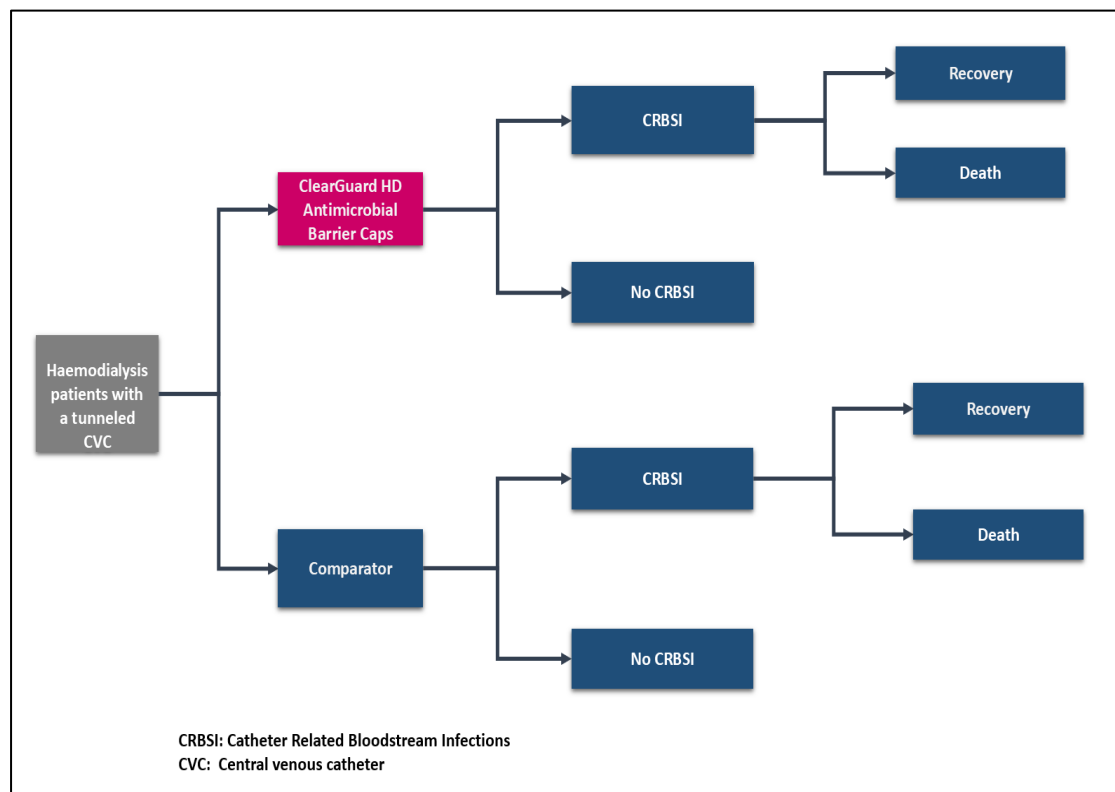 Haemodialysis
patients with
a tunneled
CVC
ClearGuard HD
Antimicrobial
Barrier Caps
CRBSI
Recovery
Death
No CRBSI
Comparator
CRBSI
Recovery
Death
No CRBSI
CRBSI: Catheter Related Bloodstream Infections
CVC: Central venous catheter